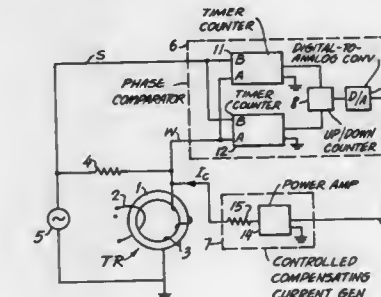 TIMER
COUNTER
6
11
DIGITAL-TO-
ANALOG CONV.
S
B
A
PHASE
COMPARATOR
TIMER
COUNTER
8
D/A
B
A
UP/DOWN
COUNTER
W
12
4
Ic
POWER AMP
2
1
15
14
5
7
3
TR
CONTROLLED
COMPENSATING
CURRENT GEN